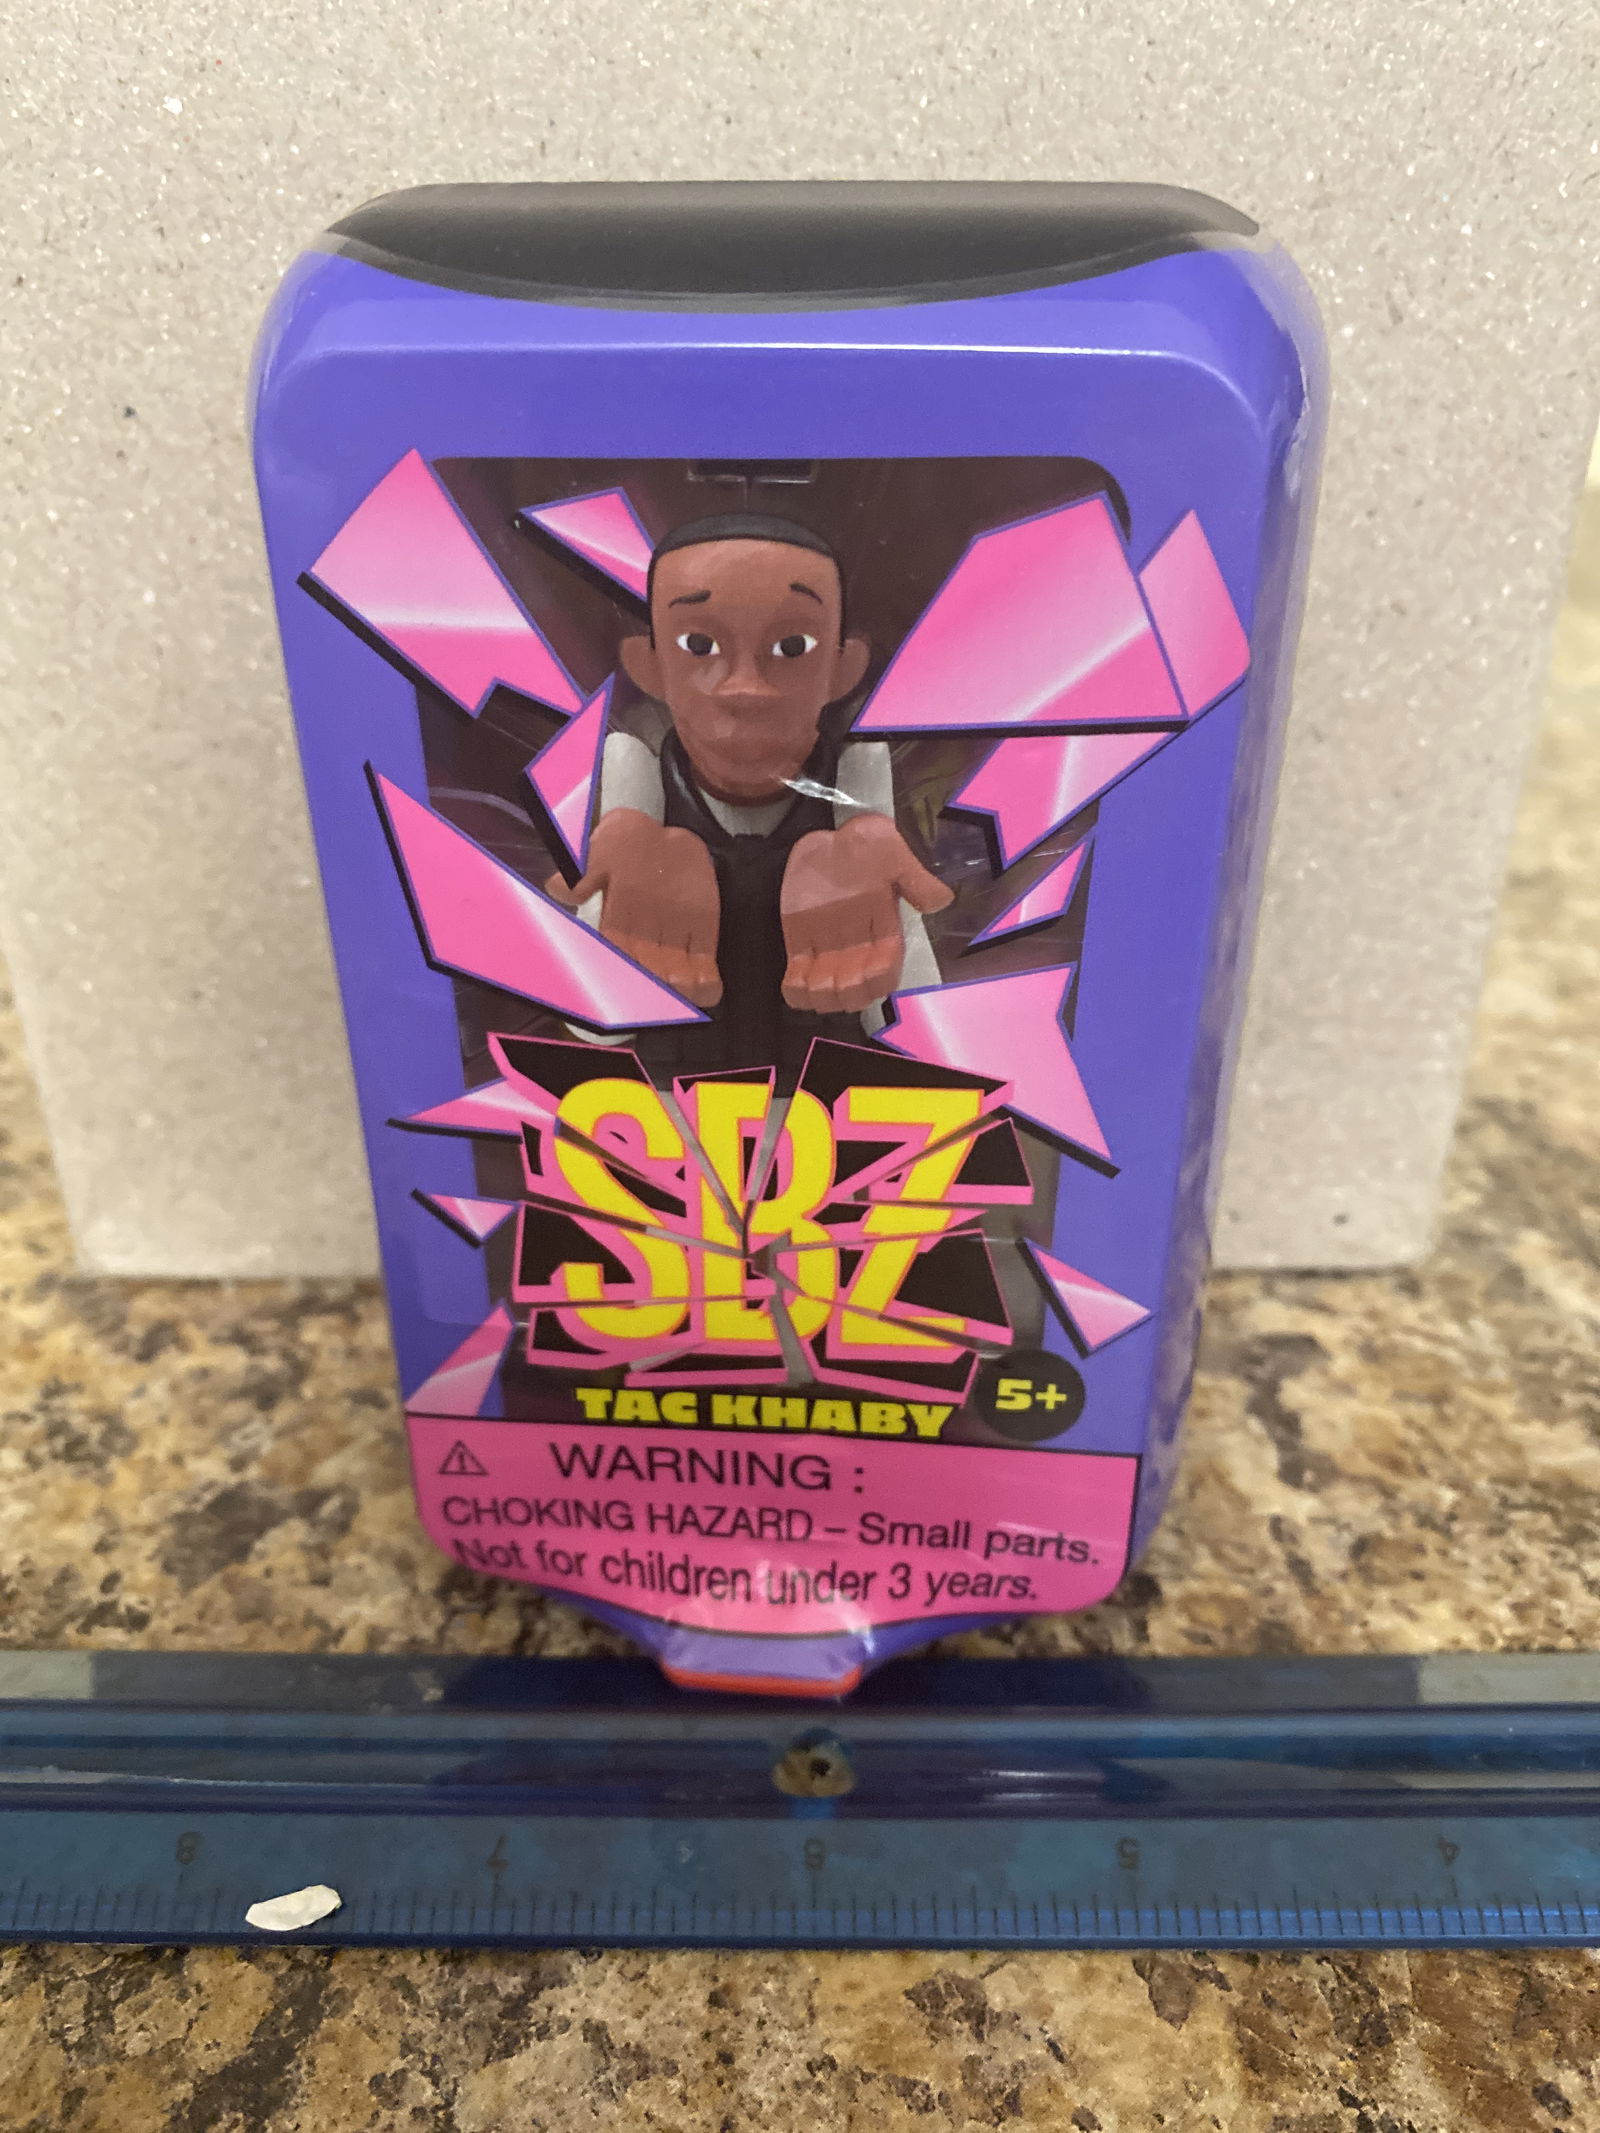 SBZ
TAC KHABY
5+
WARNING :
CHOKING HAZARD – Small parts.
Not for children under 3 years.
8 7 6 5 4